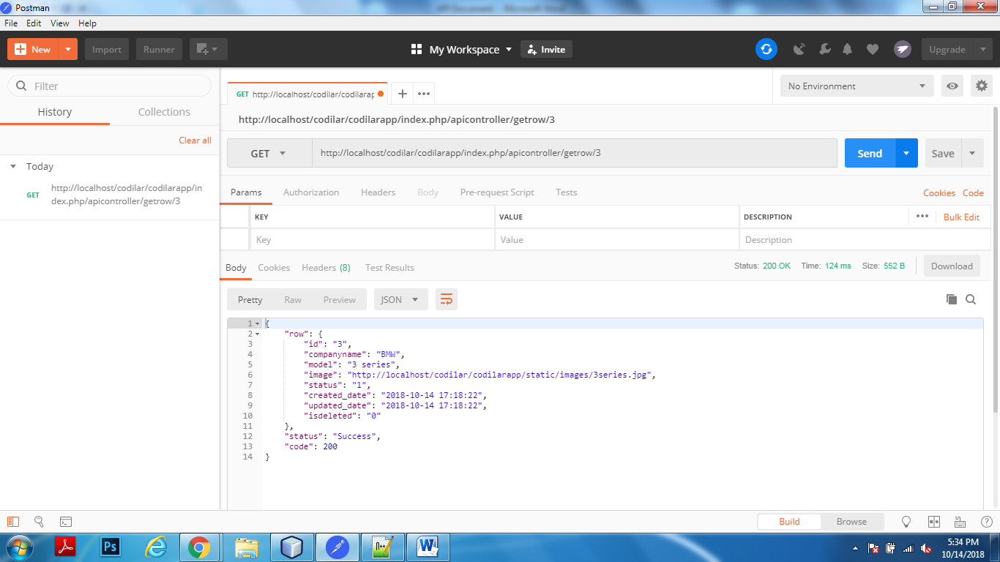 Postman
File Edit View Help
New Import Runner My Workspace Invite Upgrade
Filter
History Collections
Clear all
Today
GET http://localhost/codilar/codilarapp/in
dex.php/apicontroller/getrow/3
GET http://localhost/codilar/codilarap
No Environment
http://localhost/codilar/codilarapp/index.php/apicontroller/getrow/3
GET http://localhost/codilar/codilarapp/index.php/apicontroller/getrow/3 Send Save
Params Authorization Headers Body Pre-request Script Tests Cookies Code
KEY VALUE DESCRIPTION Bulk Edit
Key Value Description
Body Cookies Headers (8) Test Results Status: 200 OK Time: 124 ms Size: 552 B Download
Pretty Raw Preview JSON
1 {
2 "row": {
3 "id": "3",
4 "companyname": "BMW",
5 "model": "3 series",
6 "image": "http://localhost/codilar/codilarapp/static/images/3series.jpg",
7 "status": "1",
8 "created_date": "2018-10-14 17:18:22",
9 "updated_date": "2018-10-14 17:18:22",
10 "isdeleted": "0"
11 },
12 "status": "Success",
13 "code": 200
14 }
Build Browse
Ps
W
5:34 PM
10/14/2018